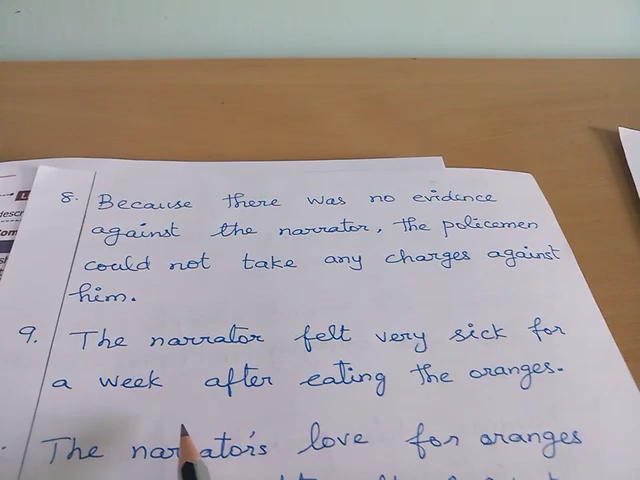 8. Because there was no evidence
against the narrator, the policemen
could not take any charges against
him.
9. The narrator felt very sick for
a week after eating the oranges.
The narrator's love for oranges